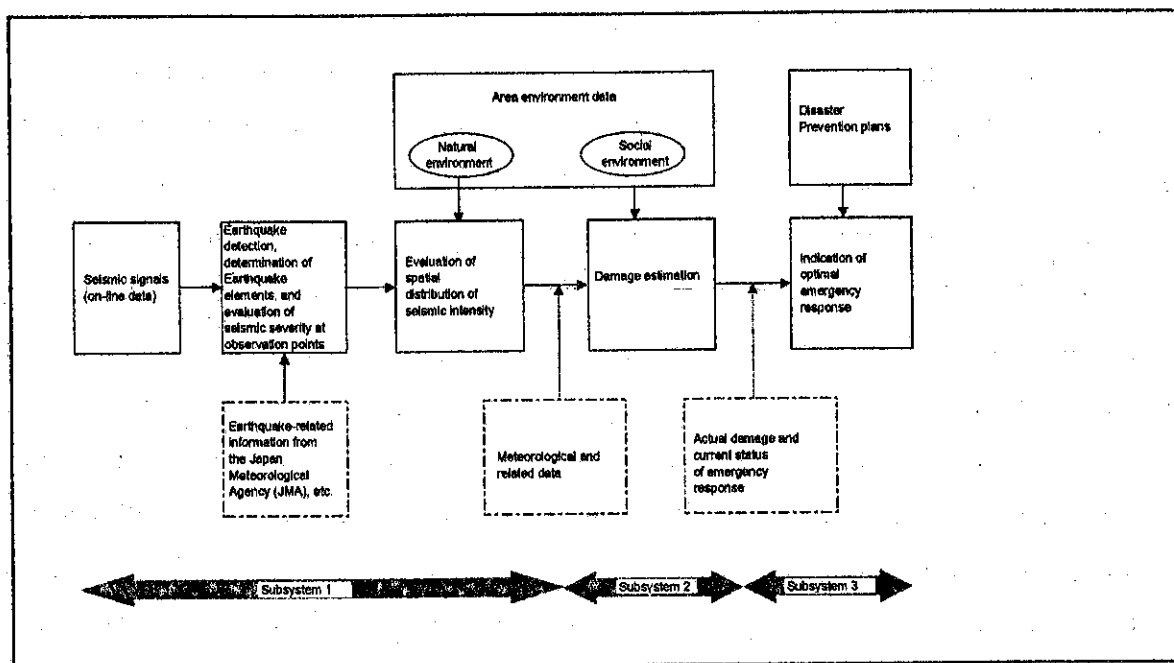 Area environment data
Natural
environment
Social
environment
Disaster
Prevention plans
Seismic signals
(on-line data)
Earthquake
detection,
determination of
Earthquake
elements, and
evaluation of
seismic severity at
observation points
Evaluation of
spatial
distribution of
seismic intensity
Damage estimation
Indication of
optimal
emergency
response
Earthquake-related
information from
the Japan
Meteorological
Agency (JMA), etc.
Meteorological and
related data
Actual damage and
current status
of emergency
response
Subsystem 1
Subsystem 2
Subsystem 3